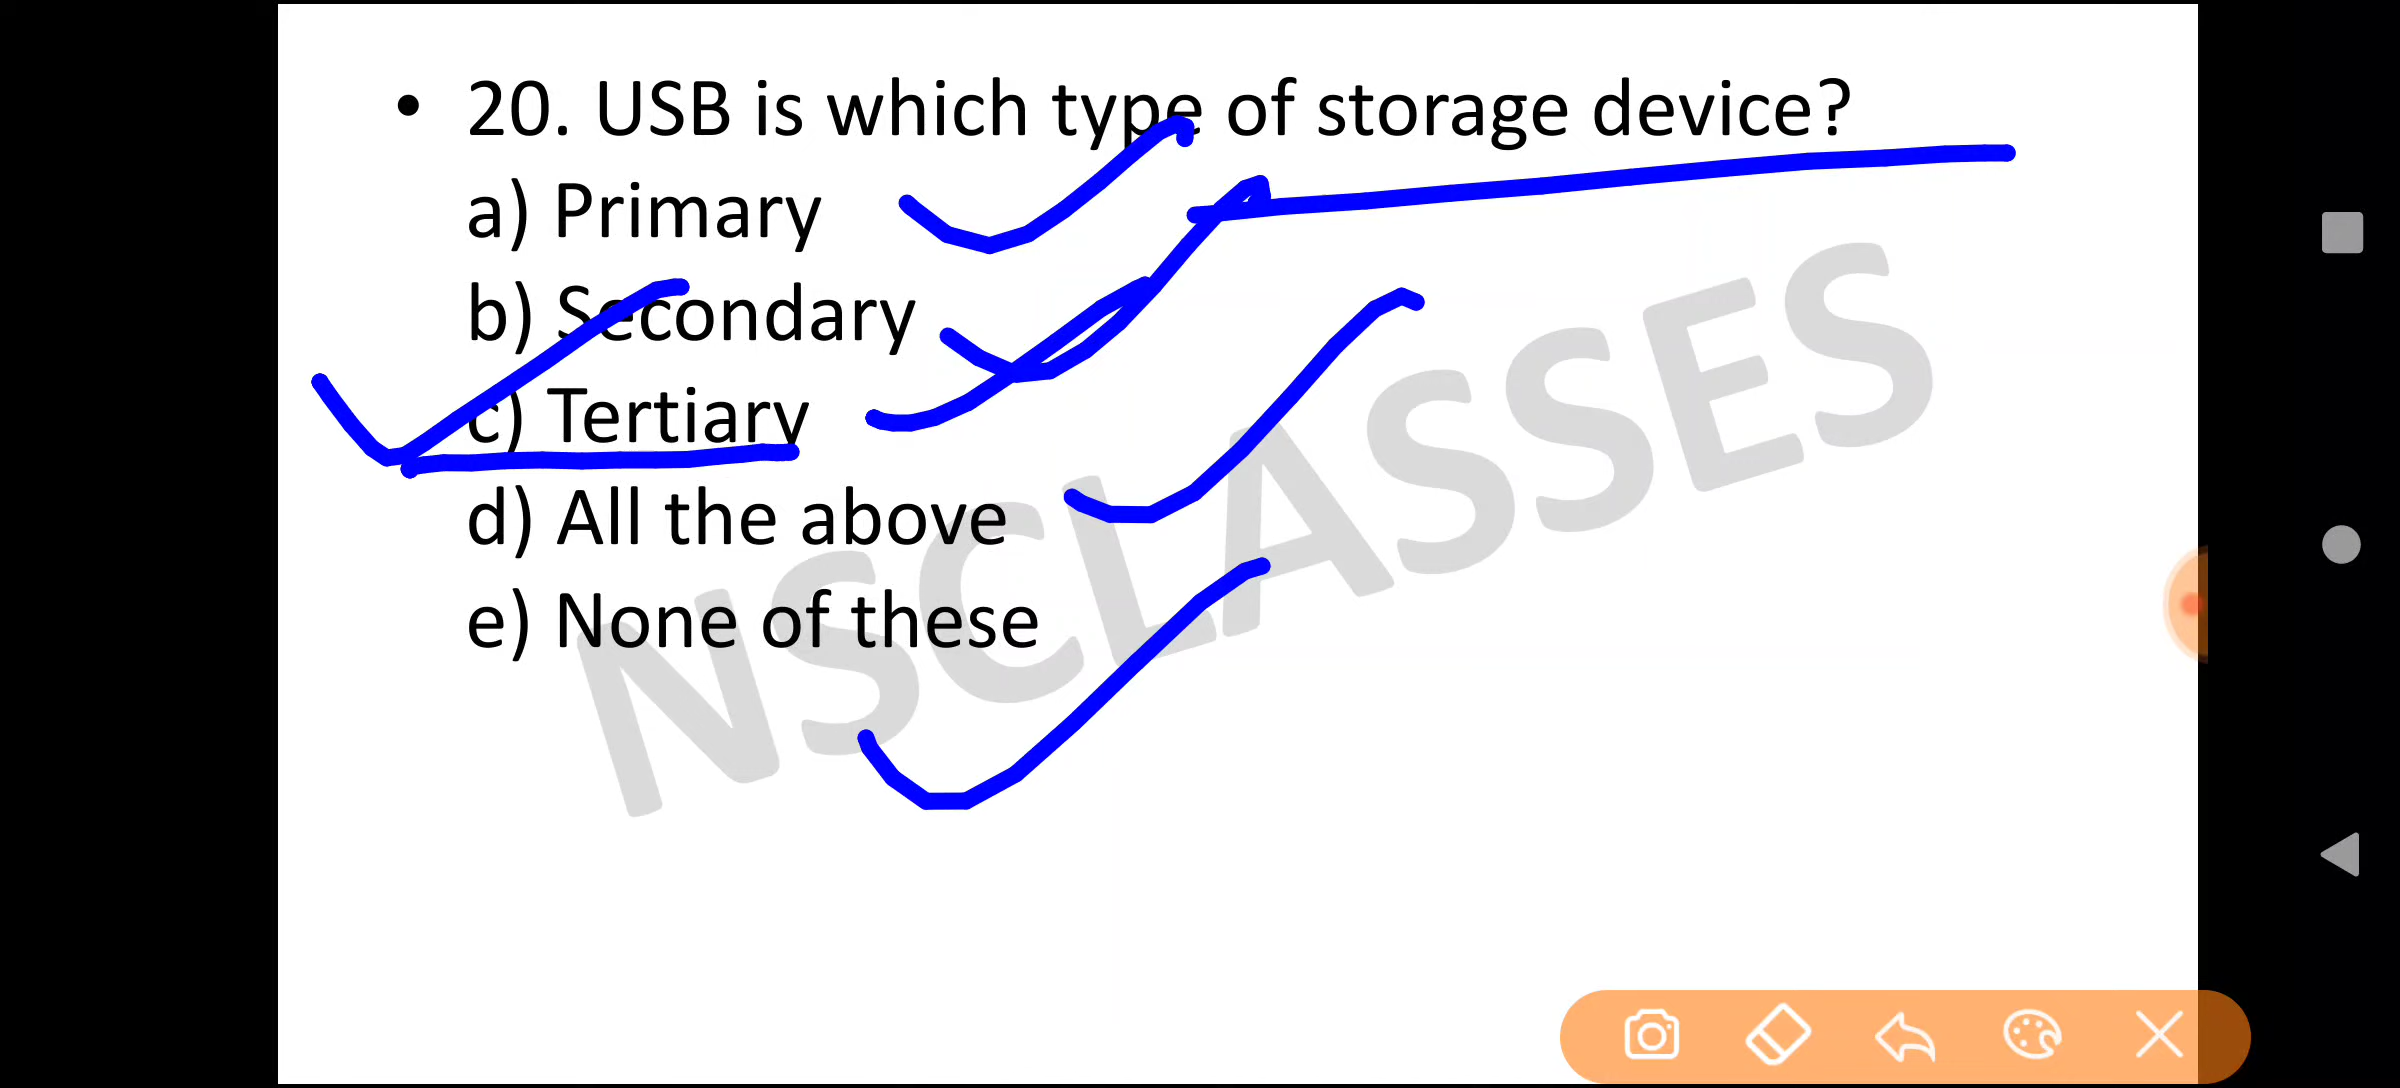 • 20. USB is which type of storage device?
a) Primary
b) Secondary
c) Tertiary
d) All the above
e) None of these
NSCLASSES